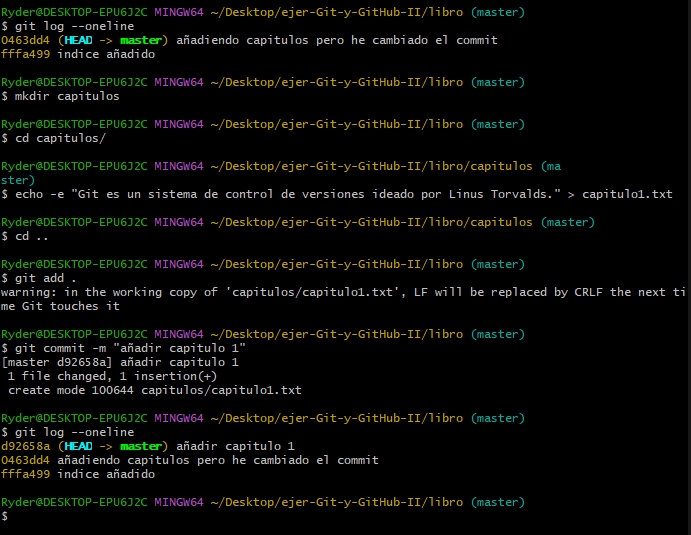 Ryder@DESKTOP-EPU6J2C MINGW64 ~/Desktop/ejer-Git-y-GitHub-II/libro (master)
$ git log --oneline
0463dd4 (HEAD -> master) añadiendo capitulos pero he cambiado el commit
fffa499 indice añadido
Ryder@DESKTOP-EPU6J2C MINGW64 ~/Desktop/ejer-Git-y-GitHub-II/libro (master)
$ mkdir capitulos
Ryder@DESKTOP-EPU6J2C MINGW64 ~/Desktop/ejer-Git-y-GitHub-II/libro (master)
$ cd capitulos/
Ryder@DESKTOP-EPU6J2C MINGW64 ~/Desktop/ejer-Git-y-GitHub-II/libro/capitulos (ma
ster)
$ echo -e "Git es un sistema de control de versiones ideado por Linus Torvalds." > capitulo1.txt
Ryder@DESKTOP-EPU6J2C MINGW64 ~/Desktop/ejer-Git-y-GitHub-II/libro/capitulos (master)
$ cd ..
Ryder@DESKTOP-EPU6J2C MINGW64 ~/Desktop/ejer-Git-y-GitHub-II/libro (master)
$ git add .
warning: in the working copy of 'capitulos/capitulo1.txt', LF will be replaced by CRLF the next ti
me Git touches it
Ryder@DESKTOP-EPU6J2C MINGW64 ~/Desktop/ejer-Git-y-GitHub-II/libro (master)
$ git commit -m "añadir capitulo 1"
[master d92658a] añadir capitulo 1
 1 file changed, 1 insertion(+)
 create mode 100644 capitulos/capitulo1.txt
Ryder@DESKTOP-EPU6J2C MINGW64 ~/Desktop/ejer-Git-y-GitHub-II/libro (master)
$ git log --oneline
d92658a (HEAD -> master) añadir capitulo 1
0463dd4 añadiendo capitulos pero he cambiado el commit
fffa499 indice añadido
Ryder@DESKTOP-EPU6J2C MINGW64 ~/Desktop/ejer-Git-y-GitHub-II/libro (master)
$